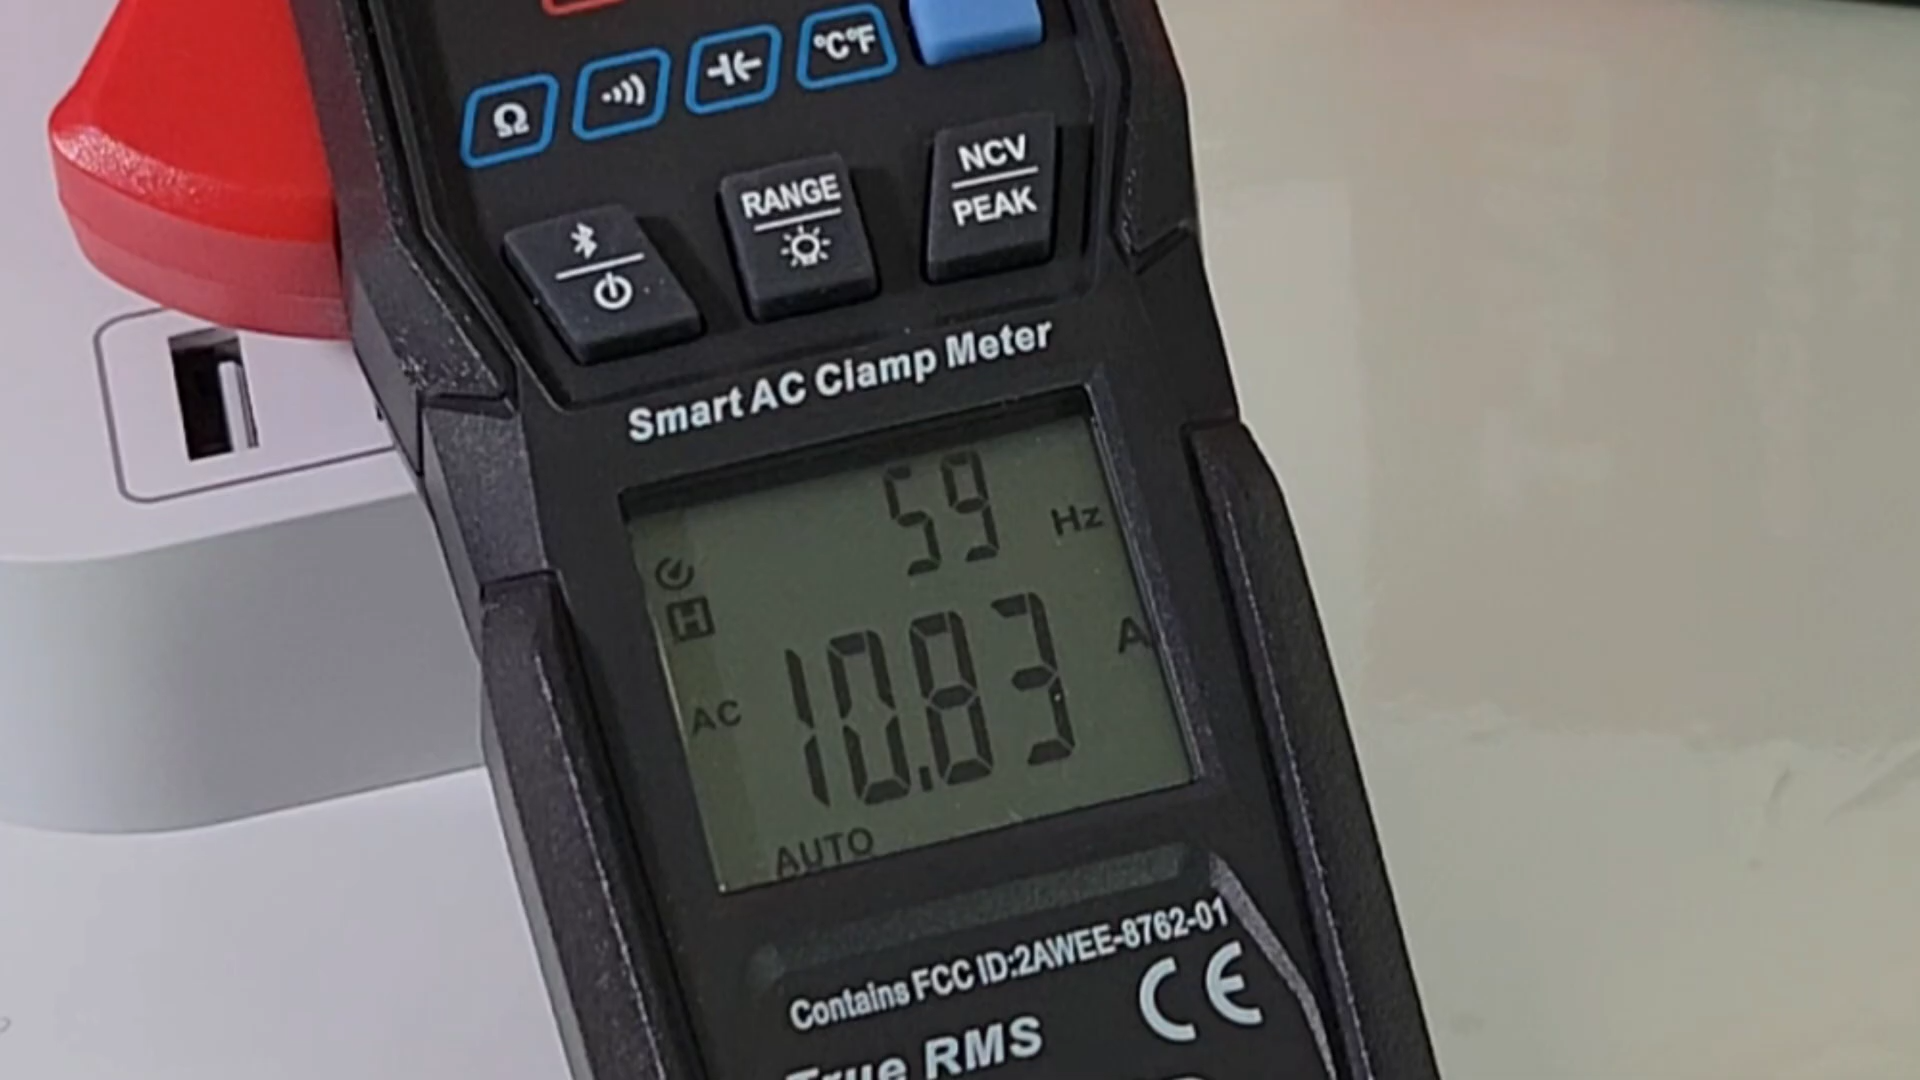 Ω °C°F
NCV
PEAK
RANGE
Smart AC Clamp Meter
59 Hz
H
AC 10.83 A
AUTO
Contains FCC ID:2AWEE-8762-01
CE
True RMS